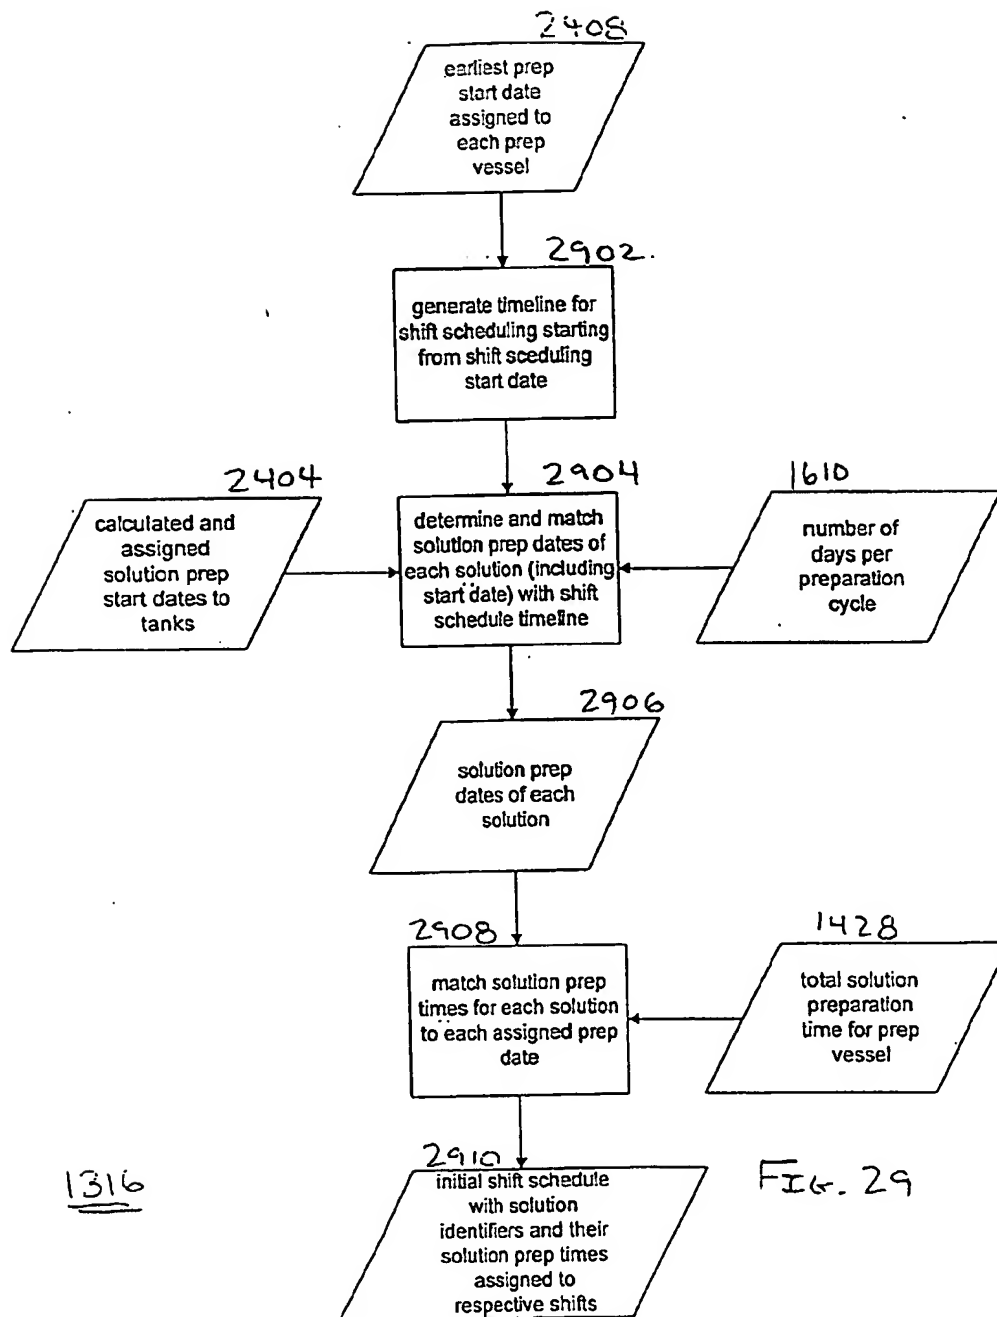 2408
earliest prep
start date
assigned to
each prep
vessel
2902.
generate timeline for
shift scheduling starting
from shift sceduling
start date
2404
calculated and
assigned
solution prep
start dates to
tanks
2904
determine and match
solution prep dates of
each solution (including
start date) with shift
schedule timeline
1610
number of
days per
preparation
cycle
2906
solution prep
dates of each
solution
2908
match solution prep
times for each solution
to each assigned prep
date
1428
total solution
preparation
time for prep
vessel
2910
initial shift schedule
with solution
identifiers and their
solution prep times
assigned to
respective shifts
1316
FIG. 29